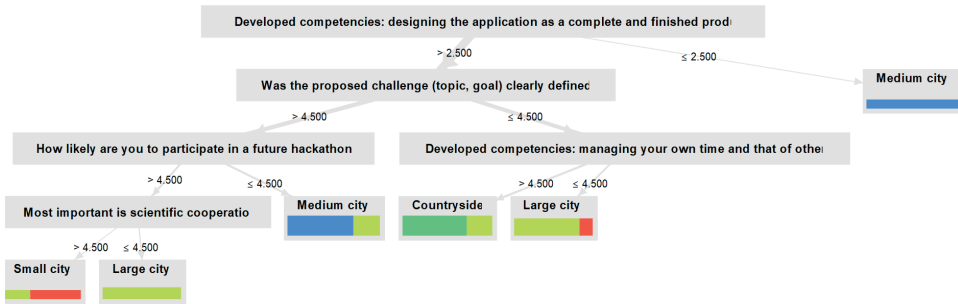 Developed competencies: designing the application as a complete and finished produ
> 2.500
≤ 2.500
Was the proposed challenge (topic, goal) clearly defined
Medium city
> 4.500
≤ 4.500
How likely are you to participate in a future hackathon
Developed competencies: managing your own time and that of other
> 4.500
≤ 4.500
> 4.500
≤ 4.500
Most important is scientific cooperatio
Medium city
Countryside
Large city
> 4.500
≤ 4.500
Small city
Large city